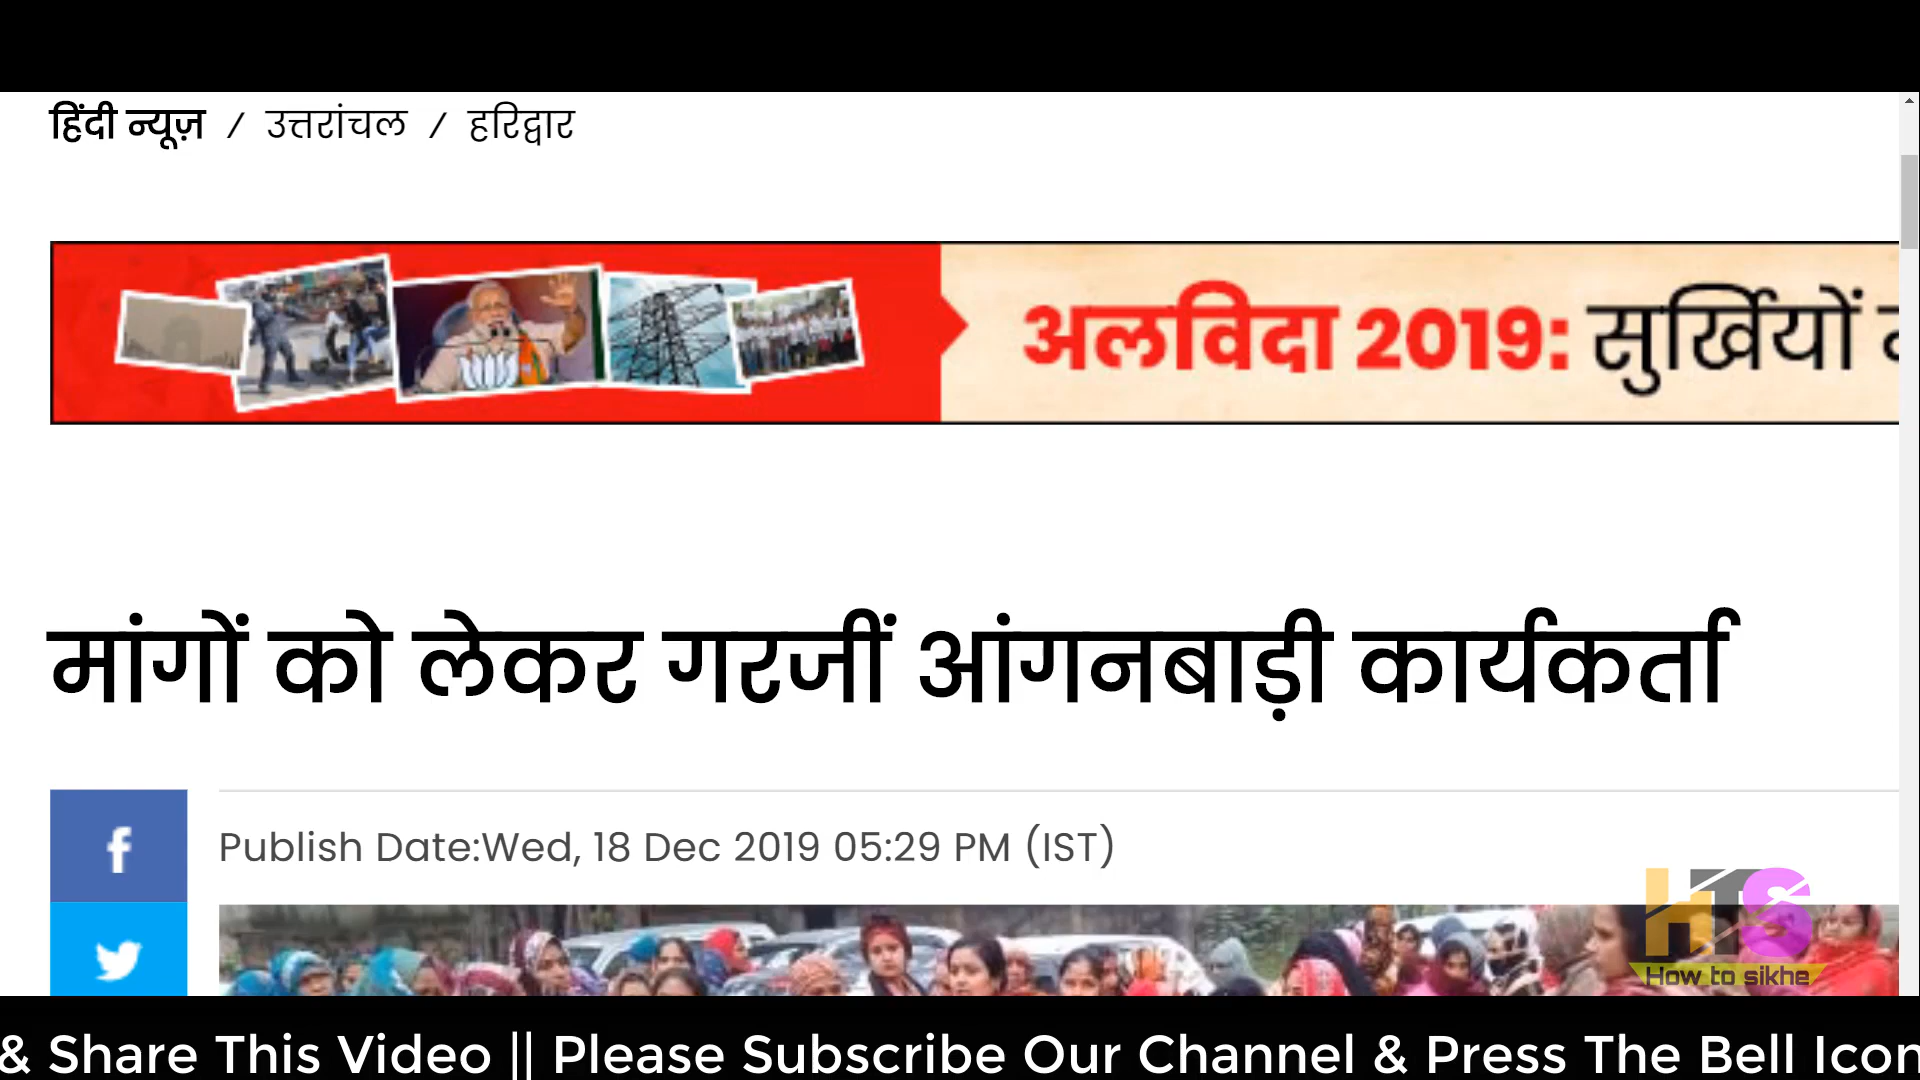 हिंदी न्यूज़ / उत्तरांचल / हरिद्वार
अलविदा 2019: सुर्खियों
मांगों को लेकर गरजीं आंगनबाड़ी कार्यकर्ता
f
Publish Date:Wed, 18 Dec 2019 05:29 PM (IST)
HTS
How to sikhe
& Share This Video || Please Subscribe Our Channel & Press The Bell Icon